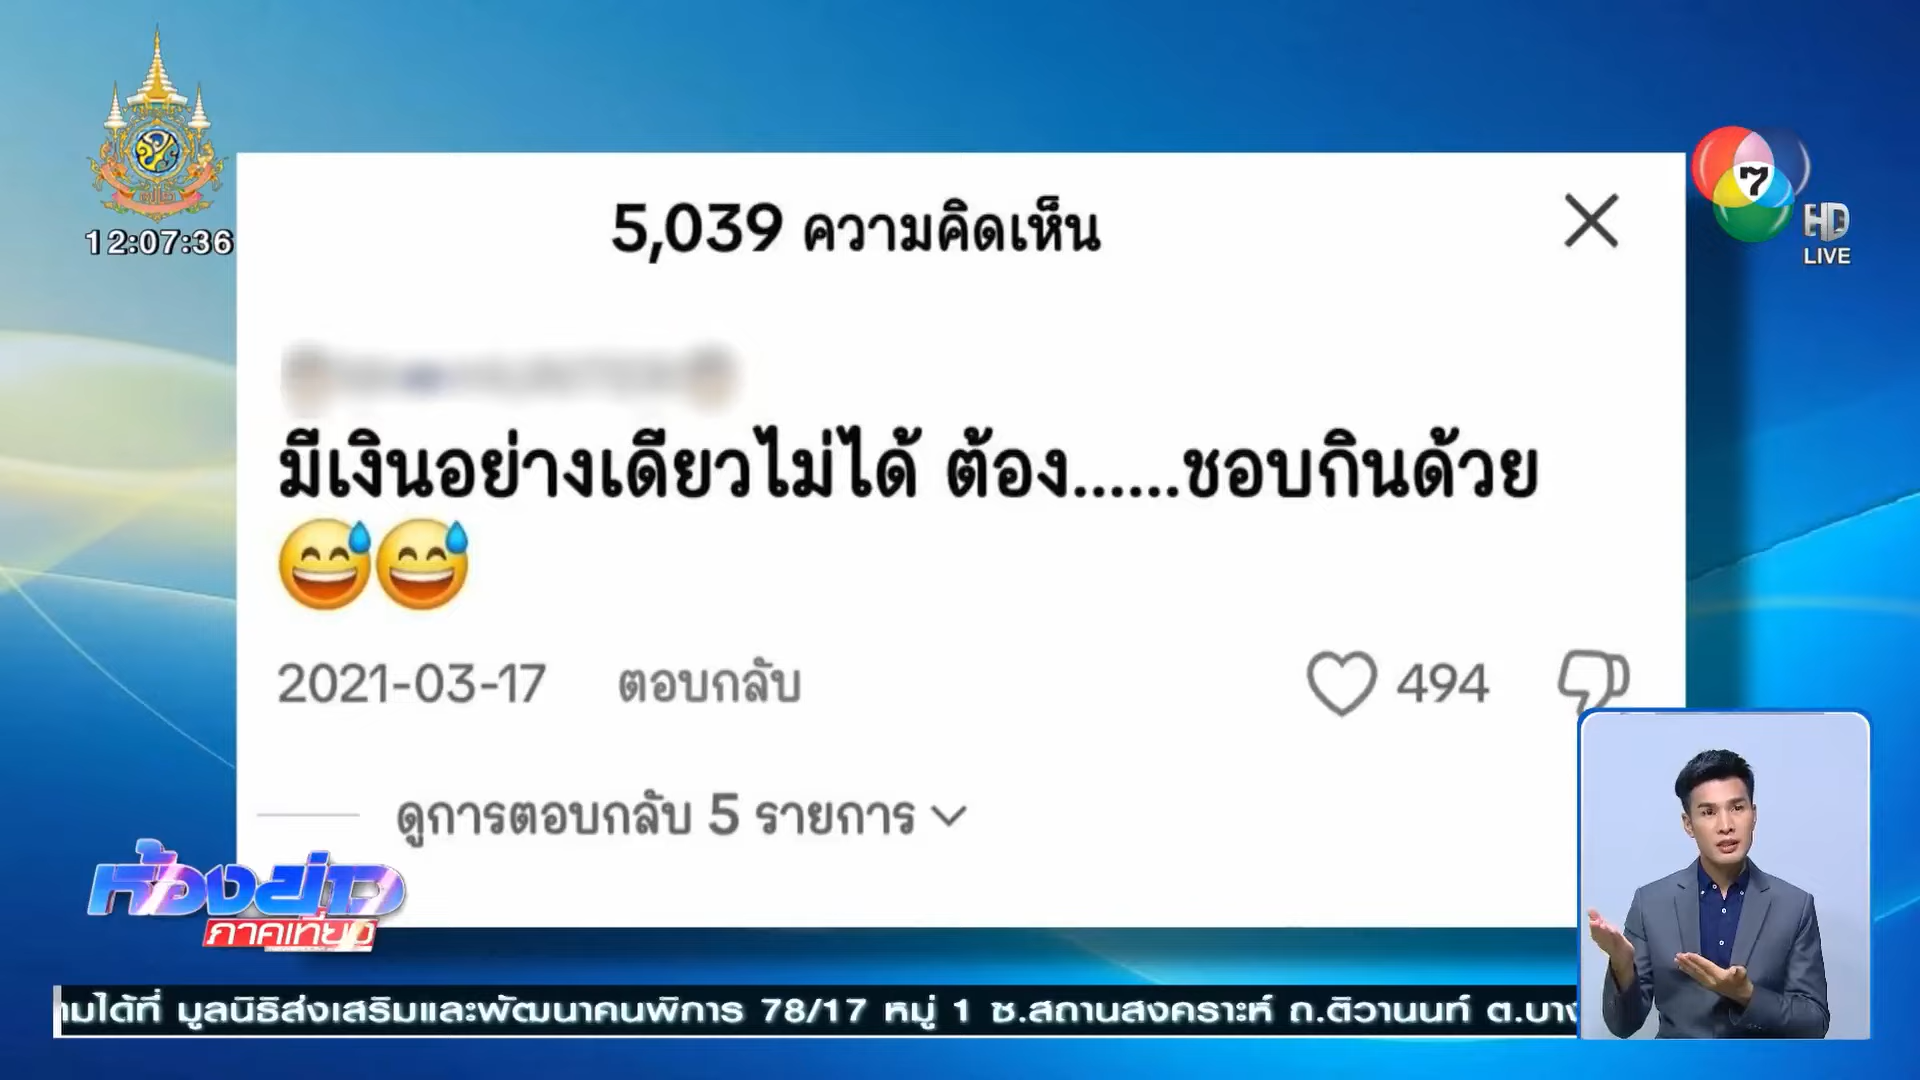 12:07:36
7
HD
LIVE
5,039 ความคิดเห็น
มีเงินอย่างเดียวไม่ได้ ต้อง......ชอบกินด้วย
😅😅
2021-03-17 ตอบกลับ 494
ดูการตอบกลับ 5 รายการ
ห้องข่าว
ภาคเที่ยง
ามได้ที่ มูลนิธิส่งเสริมและพัฒนาคนพิการ 78/17 หมู่ 1 ซ.สถานสงเคราะห์ ถ.ติวานนท์ ต.บาง